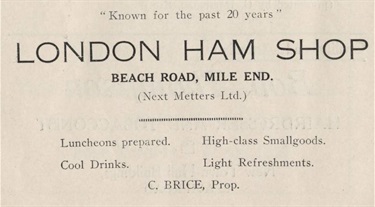 "Known for the past 20 years"
LONDON HAM SHOP
BEACH ROAD, MILE END.
(Next Metters Ltd.)
Luncheons prepared. High-class Smallgoods.
Cool Drinks. Light Refreshments.
C. BRICE, Prop.